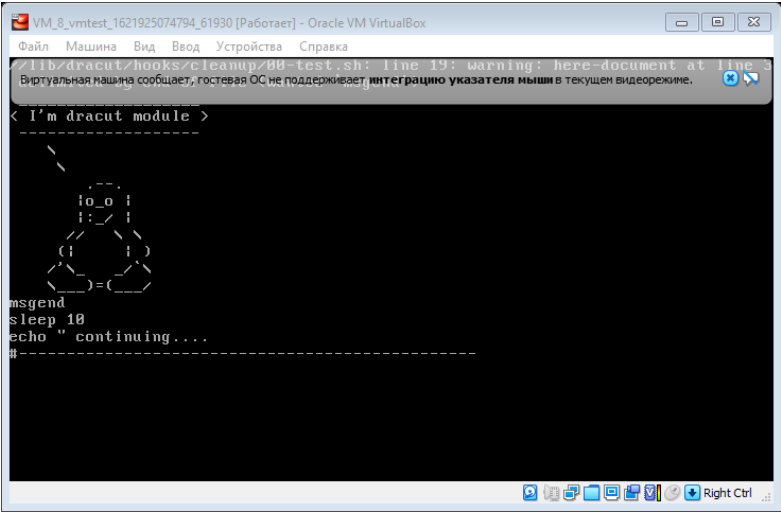 VM_8_vmtest_1621925074794_61930 [Работает] - Oracle VM VirtualBox
Файл Машина Вид Ввод Устройства Справка
//lib/dracut/hooks/cleanup/00-test.sh: line 19: warning: here-document at line 3
Виртуальная машина сообщает, гостевая ОС не поддерживает интеграцию указателя мыши в текущем видеорежиме.
< I'm dracut module >
 -------------------
   \
    \
        .--.
       |o_o |
       |:_/ |
      //   \ \
     (|     | )
    /'\_   _/`\
    \___)=(___/
msgend
sleep 10
echo " continuing....
#-------------------------------------------------
Right Ctrl